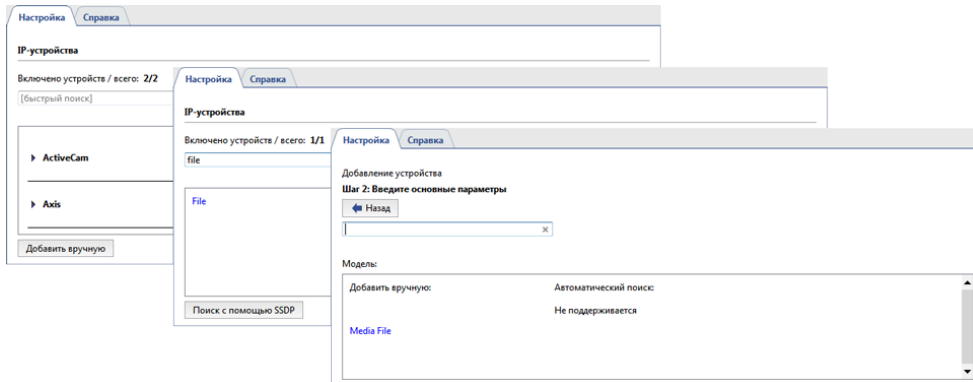 Настройка Справка
IP-устройства
Включено устройств / всего: 2/2
[быстрый поиск]
ActiveCam
Axis
Добавить вручную
Настройка Справка
IP-устройства
Включено устройств / всего: 1/1
file
File
Поиск с помощью SSDP
Настройка Справка
Добавление устройства
Шаг 2: Введите основные параметры
Назад
Модель:
Добавить вручную: Автоматический поиск:
Не поддерживается
Media File